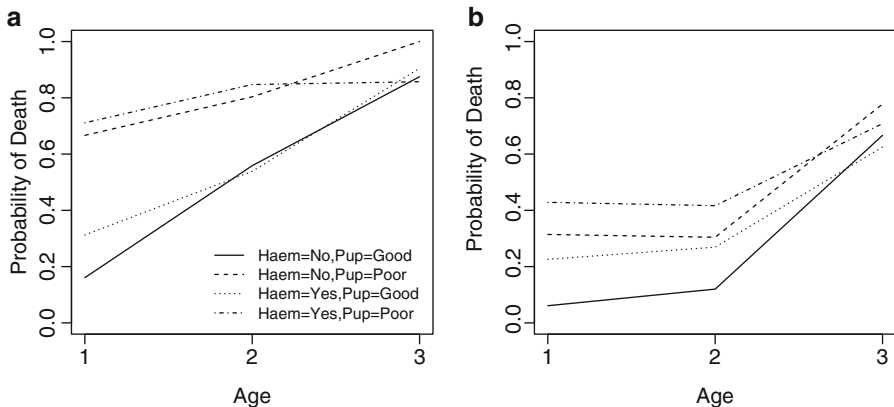 a
Probability of Death
1.0
0.8
0.6
0.4
0.2
0.0
Haem=No,Pup=Good
Haem=No,Pup=Poor
Haem=Yes,Pup=Good
Haem=Yes,Pup=Poor
1 2 3
Age
b
Probability of Death
1.0
0.8
0.6
0.4
0.2
0.0
1 2 3
Age